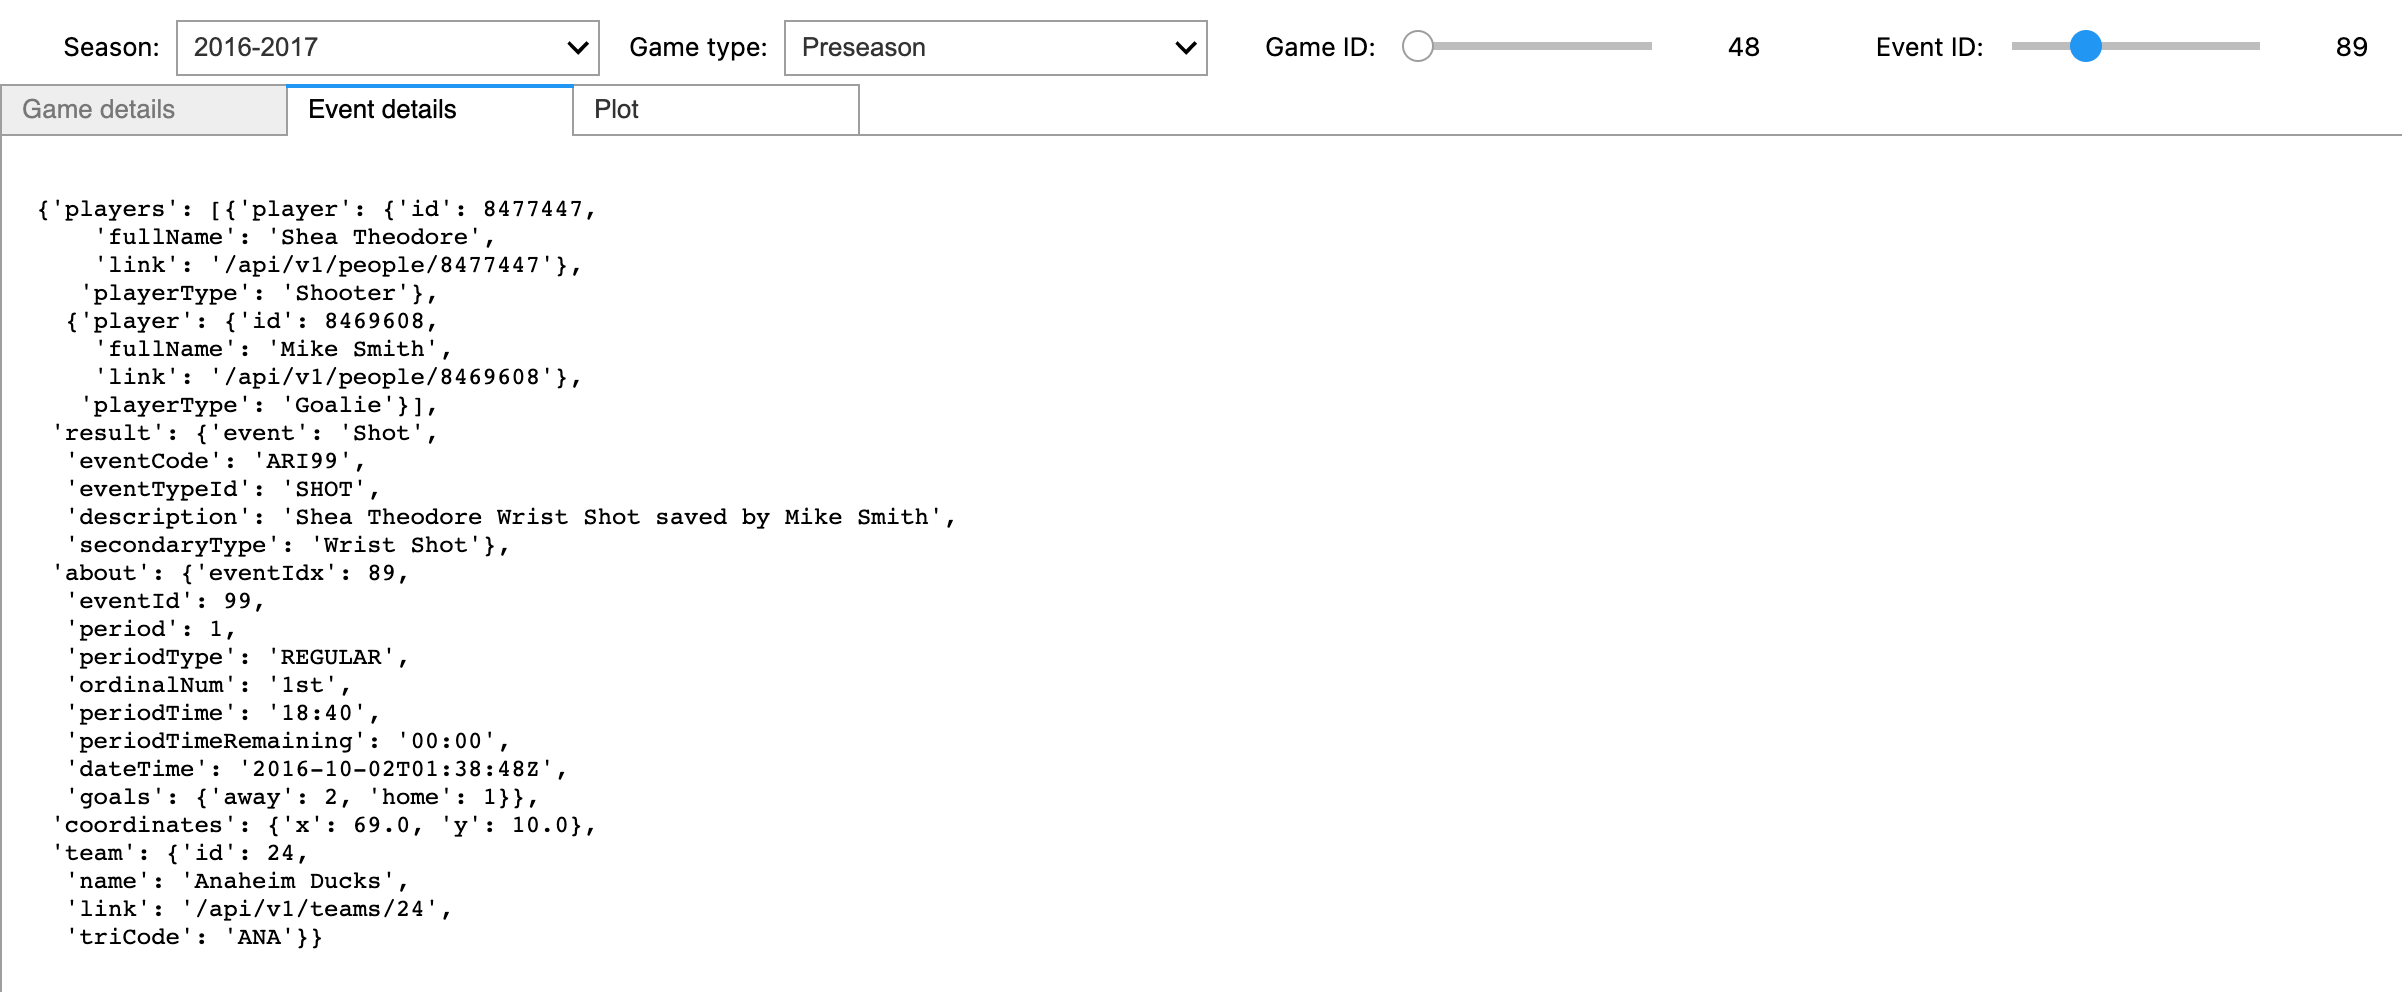 Season: 2016-2017 Game type: Preseason Game ID: 48 Event ID: 89
Game details Event details Plot
{'players': [{'player': {'id': 8477447,
'fullName': 'Shea Theodore',
'link': '/api/v1/people/8477447'},
'playerType': 'Shooter'},
{'player': {'id': 8469608,
'fullName': 'Mike Smith',
'link': '/api/v1/people/8469608'},
'playerType': 'Goalie'}],
'result': {'event': 'Shot',
'eventCode': 'ARI99',
'eventTypeId': 'SHOT',
'description': 'Shea Theodore Wrist Shot saved by Mike Smith',
'secondaryType': 'Wrist Shot'},
'about': {'eventIdx': 89,
'eventId': 99,
'period': 1,
'periodType': 'REGULAR',
'ordinalNum': '1st',
'periodTime': '18:40',
'periodTimeRemaining': '00:00',
'dateTime': '2016-10-02T01:38:48Z',
'goals': {'away': 2, 'home': 1}},
'coordinates': {'x': 69.0, 'y': 10.0},
'team': {'id': 24,
'name': 'Anaheim Ducks',
'link': '/api/v1/teams/24',
'triCode': 'ANA'}}